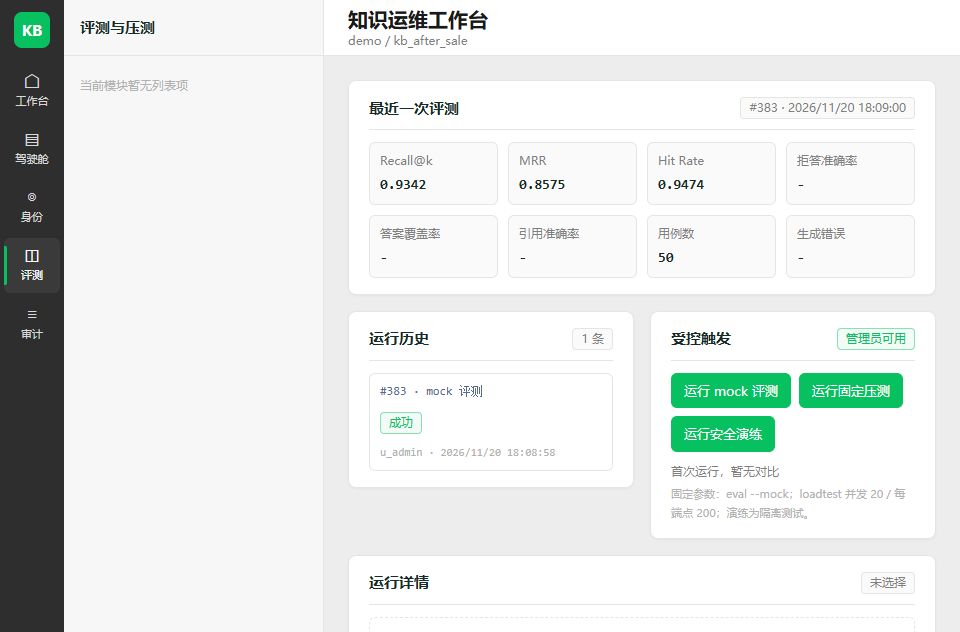 KB
工作台
驾驶舱
身份
评测
审计
评测与压测
当前模块暂无列表项
知识运维工作台
demo / kb_after_sale
最近一次评测
#383 · 2026/11/20 18:09:00
Recall@k
0.9342
MRR
0.8575
Hit Rate
0.9474
拒答准确率
-
答案覆盖率
-
引用准确率
-
用例数
50
生成错误
-
运行历史
1 条
#383 · mock 评测
成功
u_admin · 2026/11/20 18:08:58
受控触发
管理员可用
运行 mock 评测
运行固定压测
运行安全演练
首次运行，暂无对比
固定参数：eval --mock；loadtest 并发 20 / 每
端点 200；演练为隔离测试。
运行详情
未选择